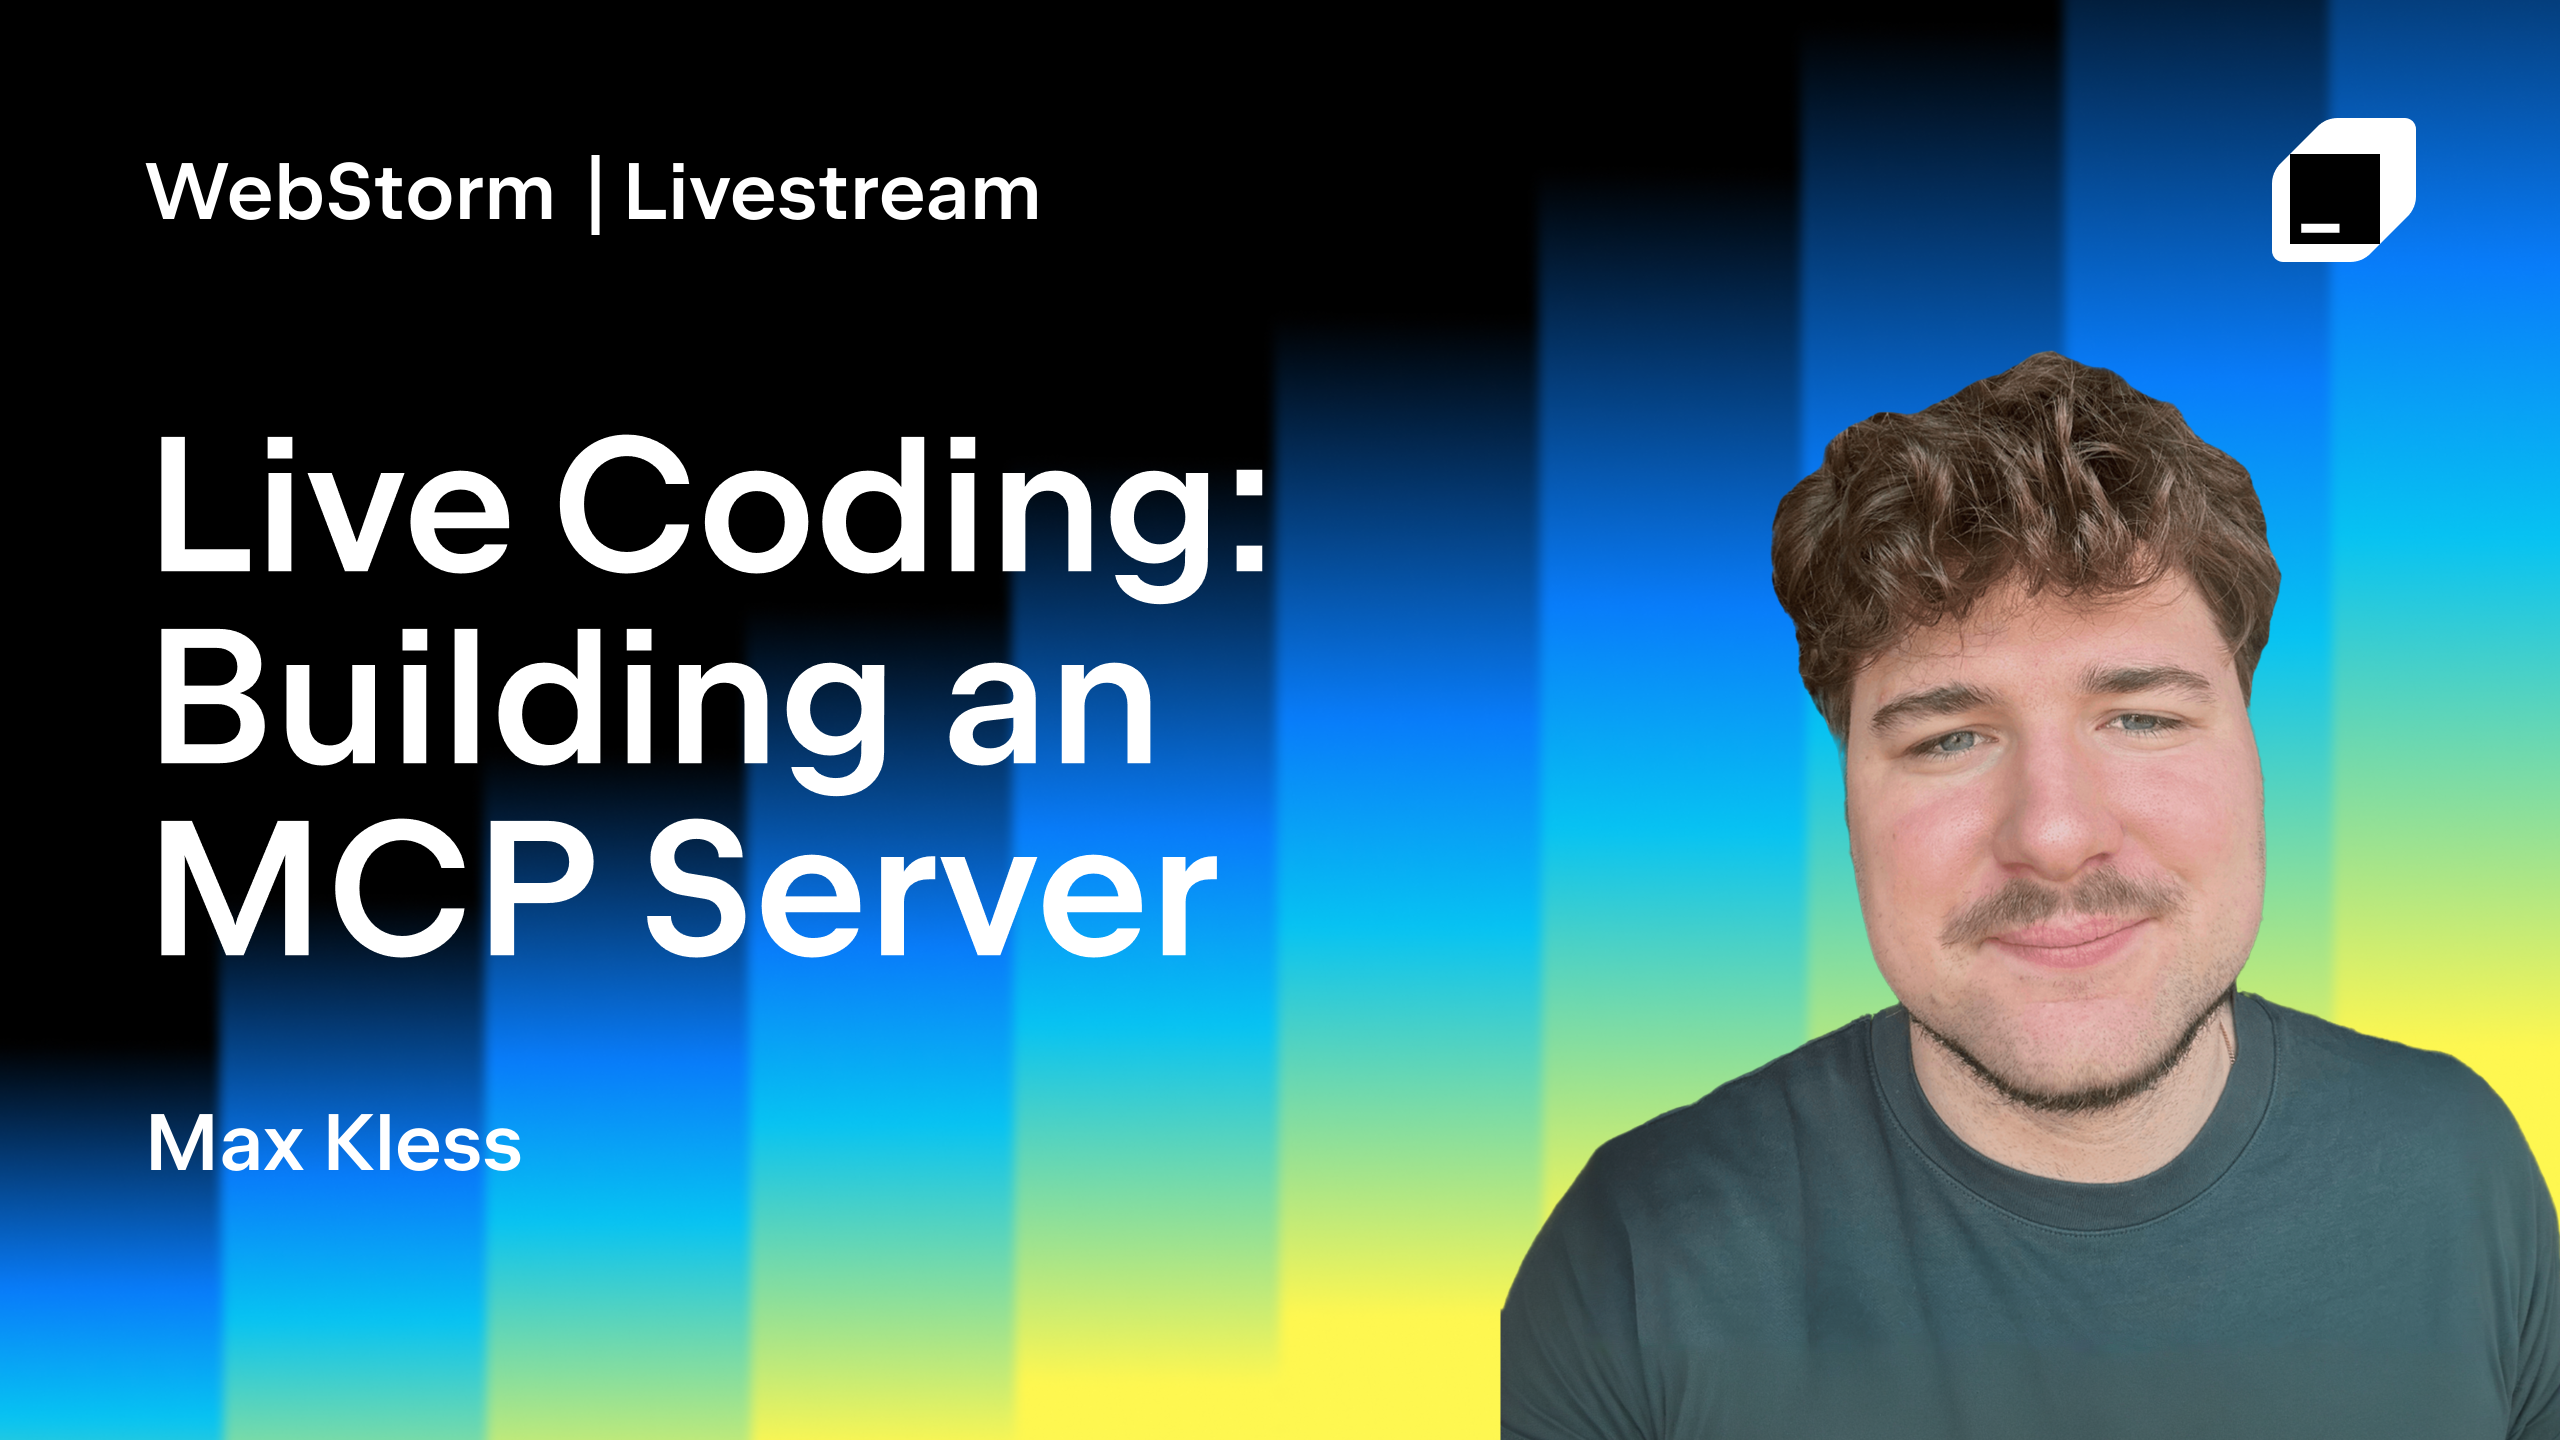 WebStorm | Livestream
Live Coding:
Building an
MCP Server
Max Kless